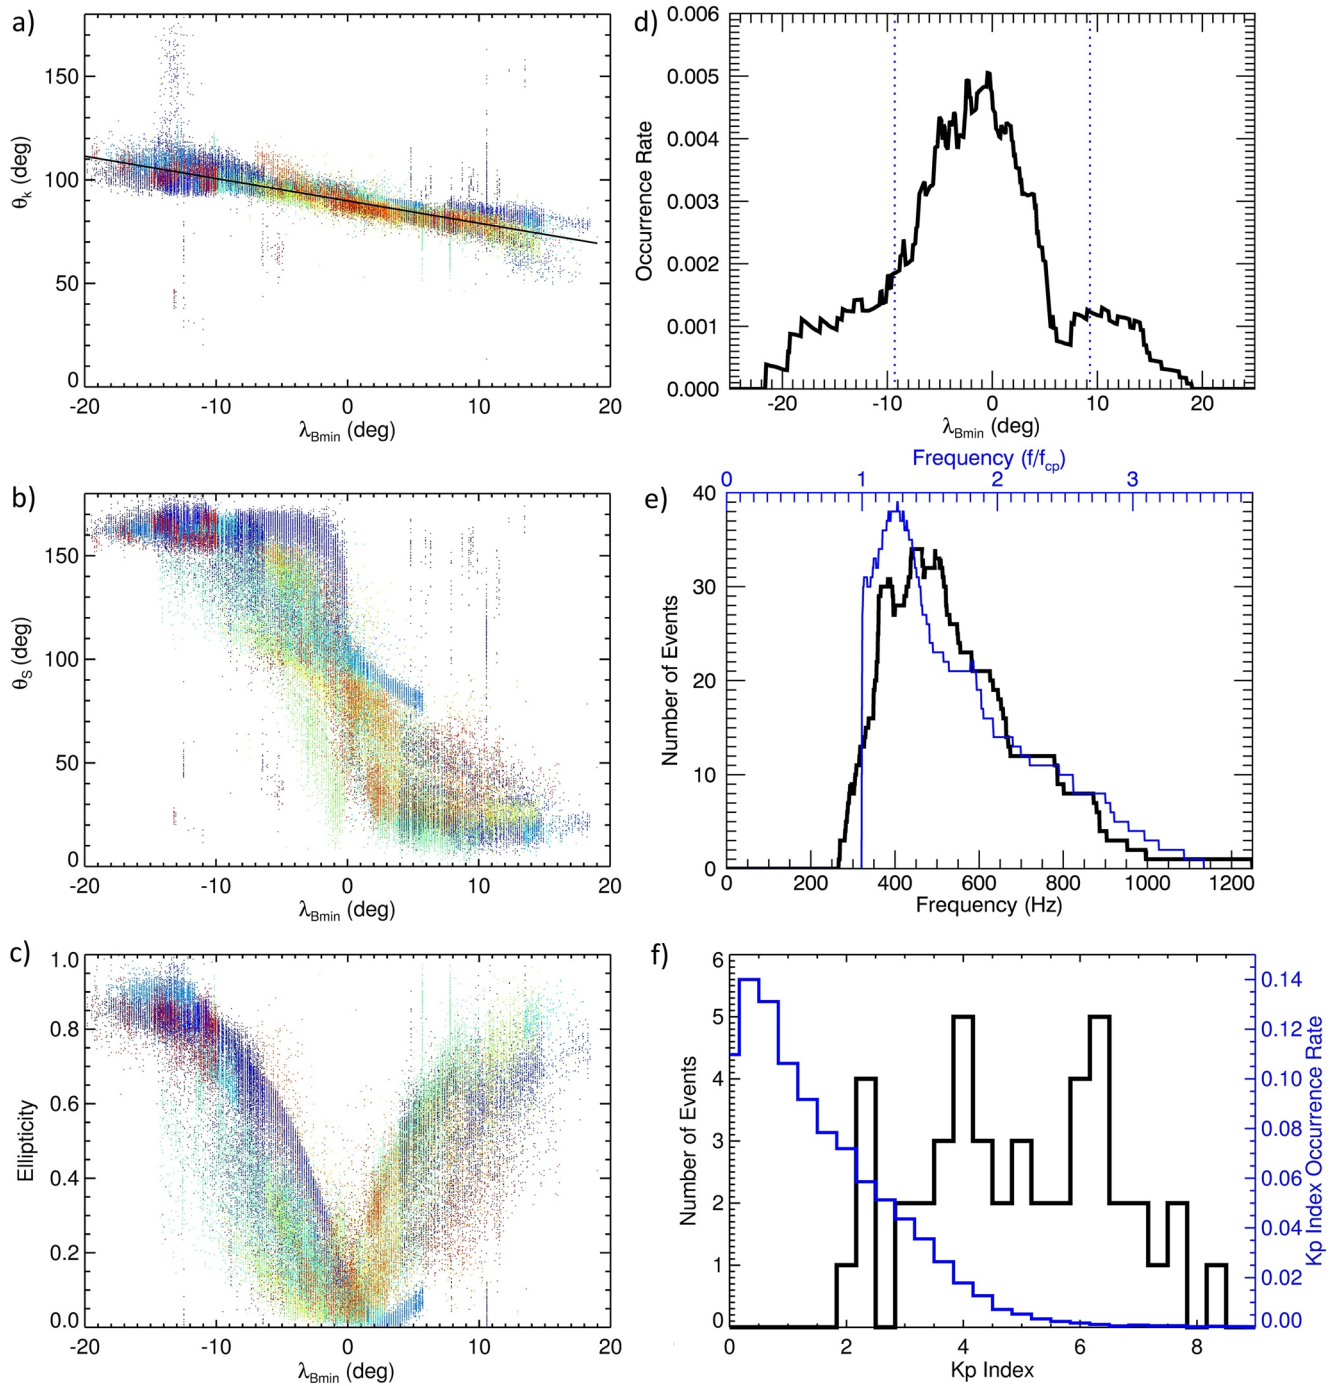 a)
150
100
50
0
θk (deg)
-20 -10 0 10 20
λBmin (deg)
d)
0.006
0.005
0.004
0.003
0.002
0.001
0.000
Occurrence Rate
-20 -10 0 10 20
λBmin (deg)
b)
150
100
50
0
θS (deg)
-20 -10 0 10 20
λBmin (deg)
e)
Frequency (f/fcp)
0 1 2 3
40
30
20
10
0
Number of Events
0 200 400 600 800 1000 1200
Frequency (Hz)
c)
1.0
0.8
0.6
0.4
0.2
0.0
Ellipticity
-20 -10 0 10 20
λBmin (deg)
f)
6
5
4
3
2
1
0
Number of Events
0.14
0.12
0.10
0.08
0.06
0.04
0.02
0.00
Kp Index Occurrence Rate
0 2 4 6 8
Kp Index